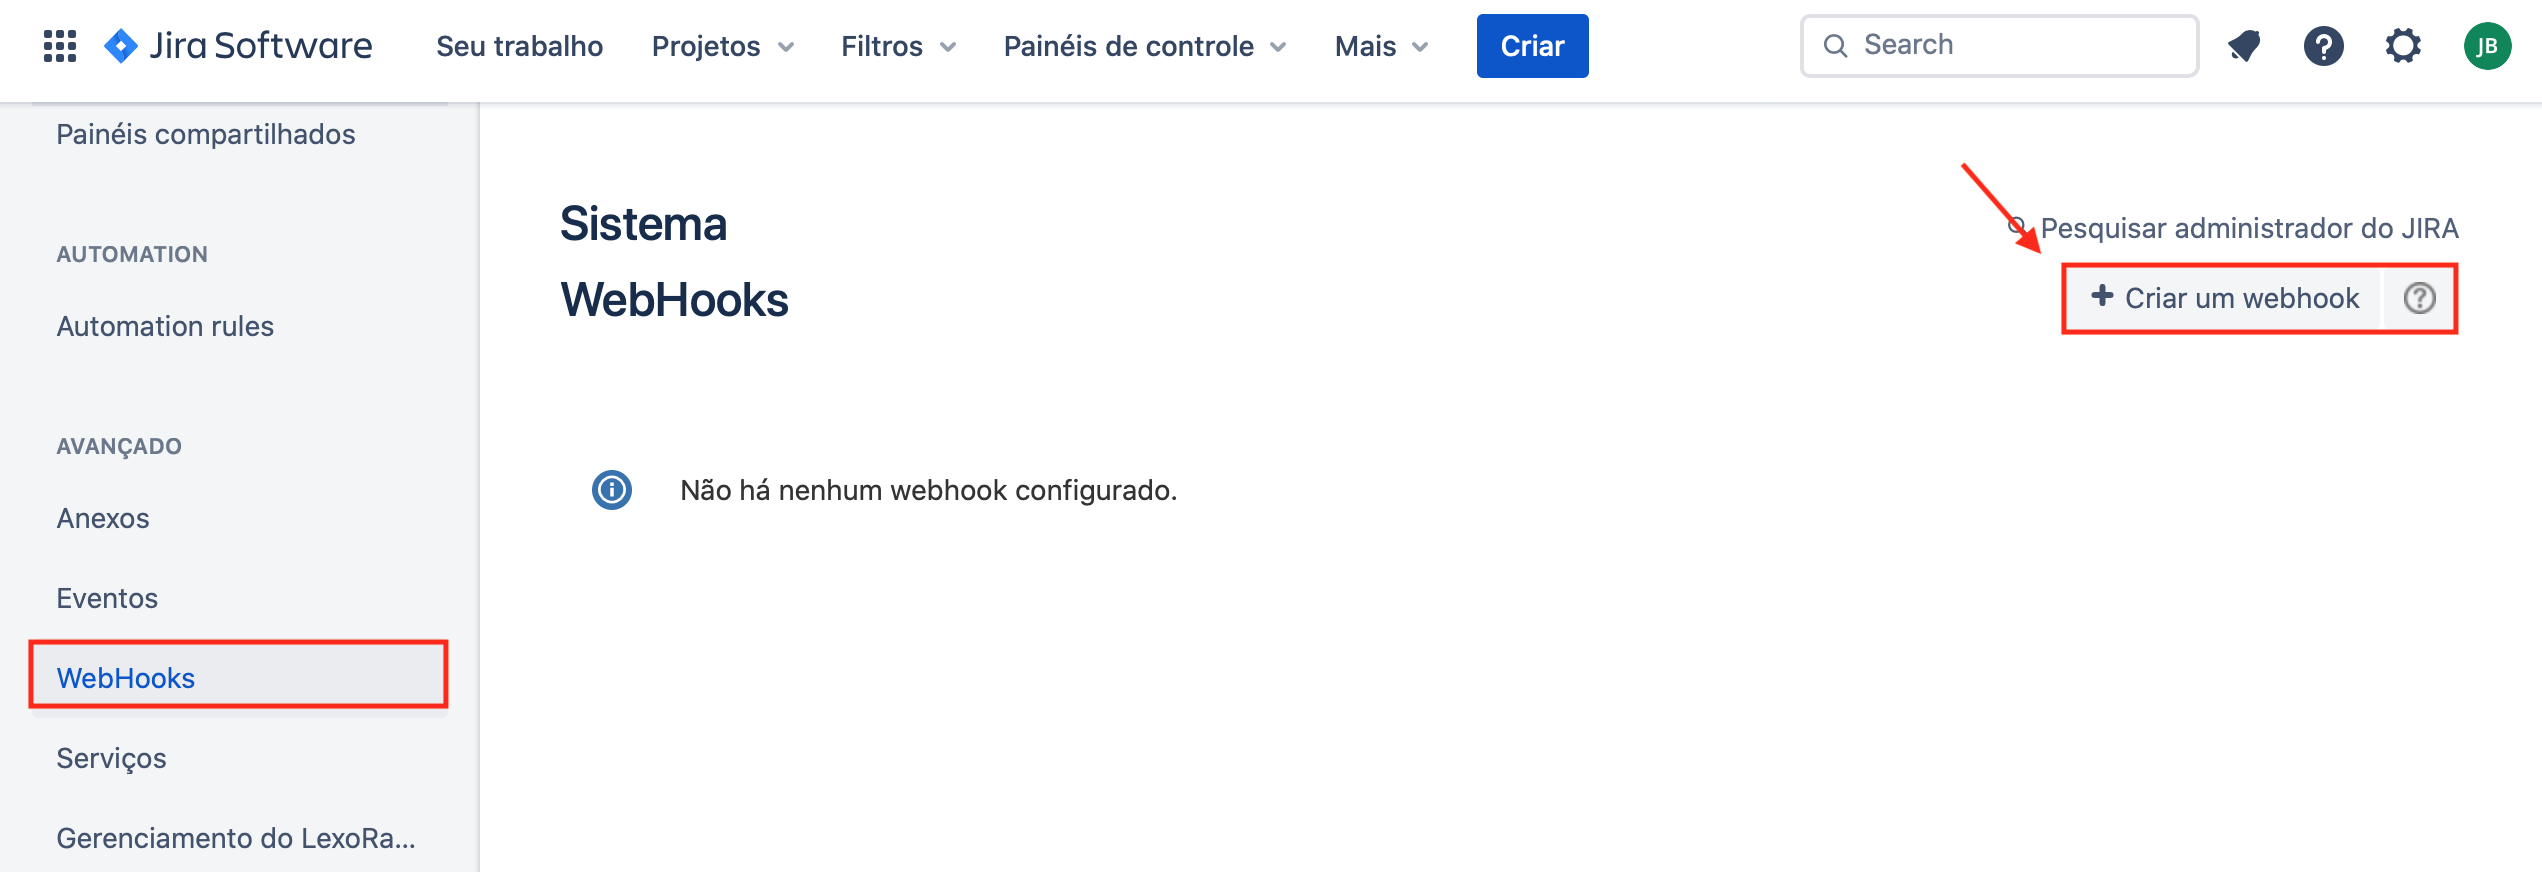 Jira Software Seu trabalho Projetos Filtros Painéis de controle Mais Criar Search JB
Painéis compartilhados
AUTOMATION
Automation rules
AVANÇADO
Anexos
Eventos
WebHooks
Serviços
Gerenciamento do LexoRa...
Sistema
Pesquisar administrador do JIRA
WebHooks
+ Criar um webhook ?
Não há nenhum webhook configurado.